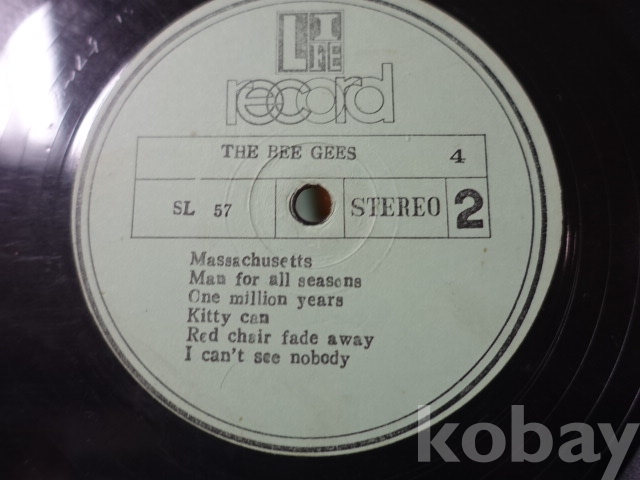 LIFE
record
THE BEE GEES 4
SL 57 STEREO 2
Massachusetts
Man for all seasons
One million years
Kitty can
Red chair fade away
I can't see nobody
kobay